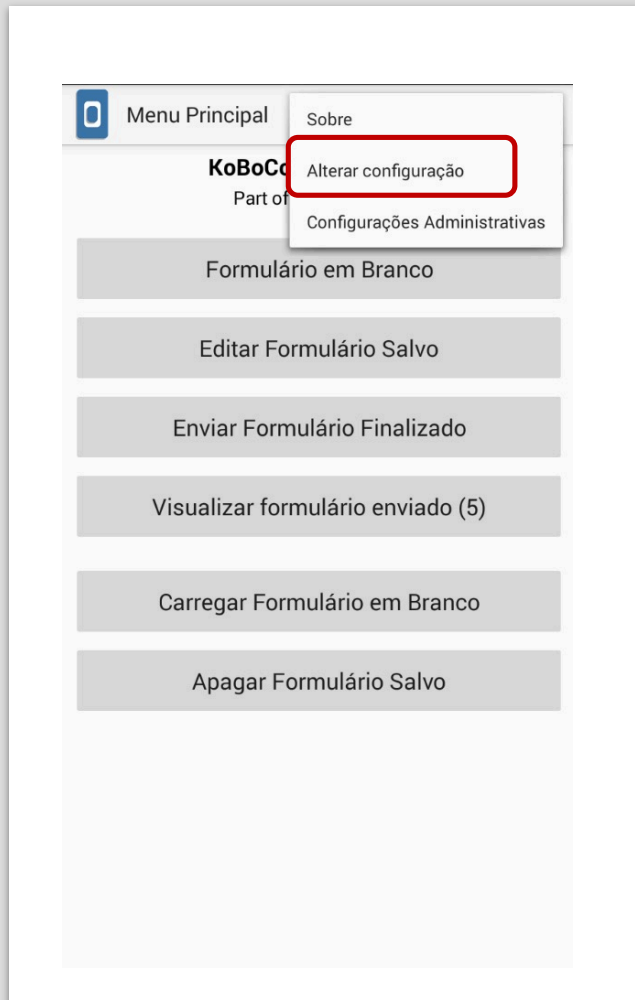 Menu Principal
Sobre
Alterar configuração
Configurações Administrativas
KoBoCo
Part of
Formulário em Branco
Editar Formulário Salvo
Enviar Formulário Finalizado
Visualizar formulário enviado (5)
Carregar Formulário em Branco
Apagar Formulário Salvo